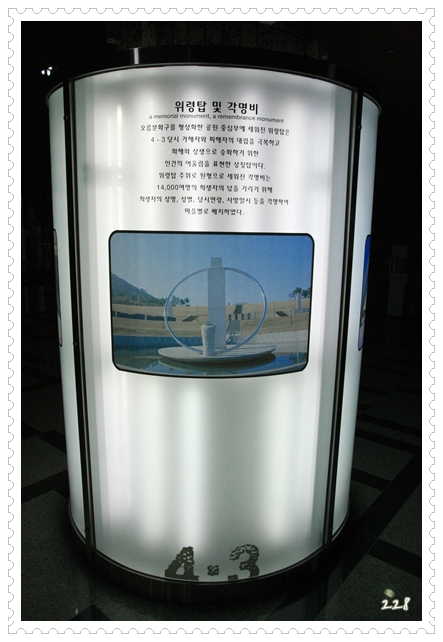 위령탑 및 각명비
a memorial monument, a remembrance monument
오름분화구를 형상화한 공원 중심부에 세워진 위령탑은
4·3 당시 가해자와 피해자의 대립을 극복하고
화해와 상생으로 승화하기 위한
인간의 어울림을 표현한 상징탑이다.
위령탑 주위로 원형으로 세워진 각명비는
14,000여명의 희생자의 넋을 기리기 위해
희생자의 성명, 성별, 당시연령, 사망일시 등을 각명하여
마을별로 배치하였다.
4·3
228